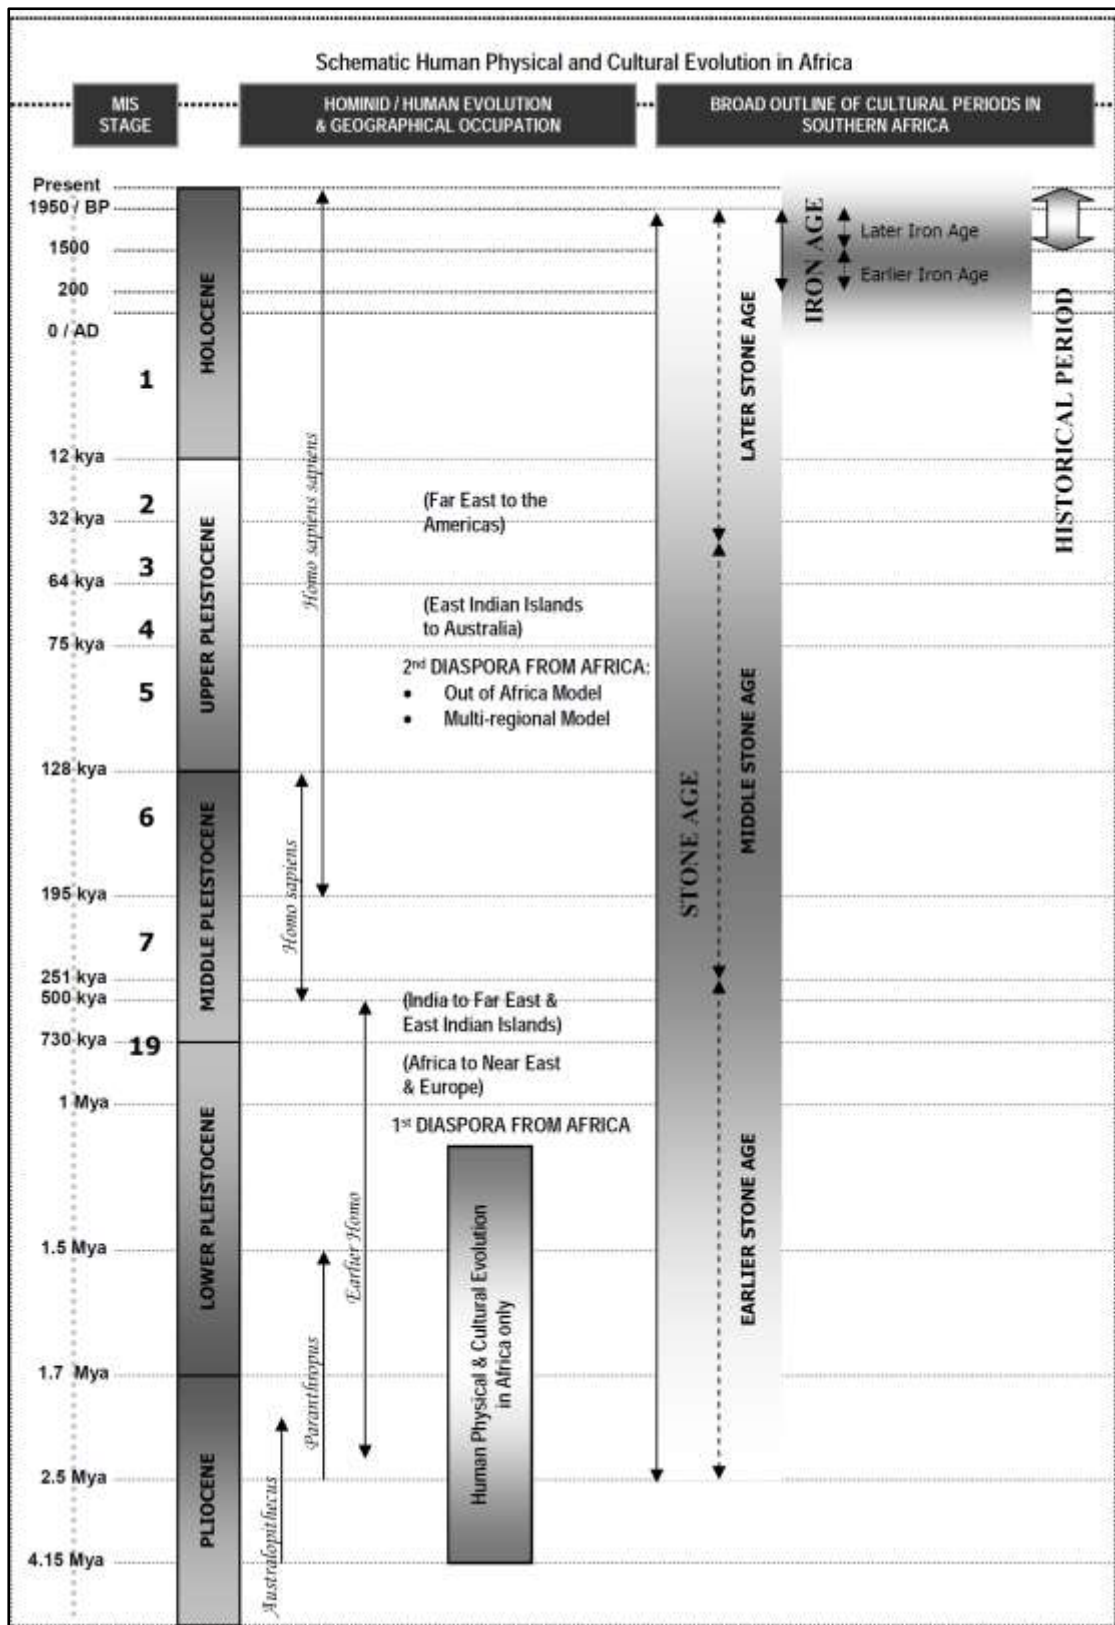 Schematic Human Physical and Cultural Evolution in Africa
MIS
STAGE
HOMINID / HUMAN EVOLUTION
& GEOGRAPHICAL OCCUPATION
BROAD OUTLINE OF CULTURAL PERIODS IN
SOUTHERN AFRICA
Present
1950 / BP
1500
200
0 / AD
12 kya
32 kya
64 kya
75 kya
128 kya
195 kya
251 kya
500 kya
730 kya
1 Mya
1.5 Mya
1.7 Mya
2.5 Mya
4.15 Mya
1
2
3
4
5
6
7
19
HOLOCENE
UPPER PLEISTOCENE
MIDDLE PLEISTOCENE
LOWER PLEISTOCENE
PLIOCENE
Homo sapiens sapiens
Homo sapiens
Earlier Homo
Paranthropus
Australopithecus
(Far East to the
Americas)
(East Indian Islands
to Australia)
2nd DIASPORA FROM AFRICA:
• Out of Africa Model
• Multi-regional Model
(India to Far East &
East Indian Islands)
(Africa to Near East
& Europe)
1st DIASPORA FROM AFRICA
Human Physical & Cultural Evolution
in Africa only
STONE AGE
LATER STONE AGE
MIDDLE STONE AGE
EARLIER STONE AGE
IRON AGE
Later Iron Age
Earlier Iron Age
HISTORICAL PERIOD